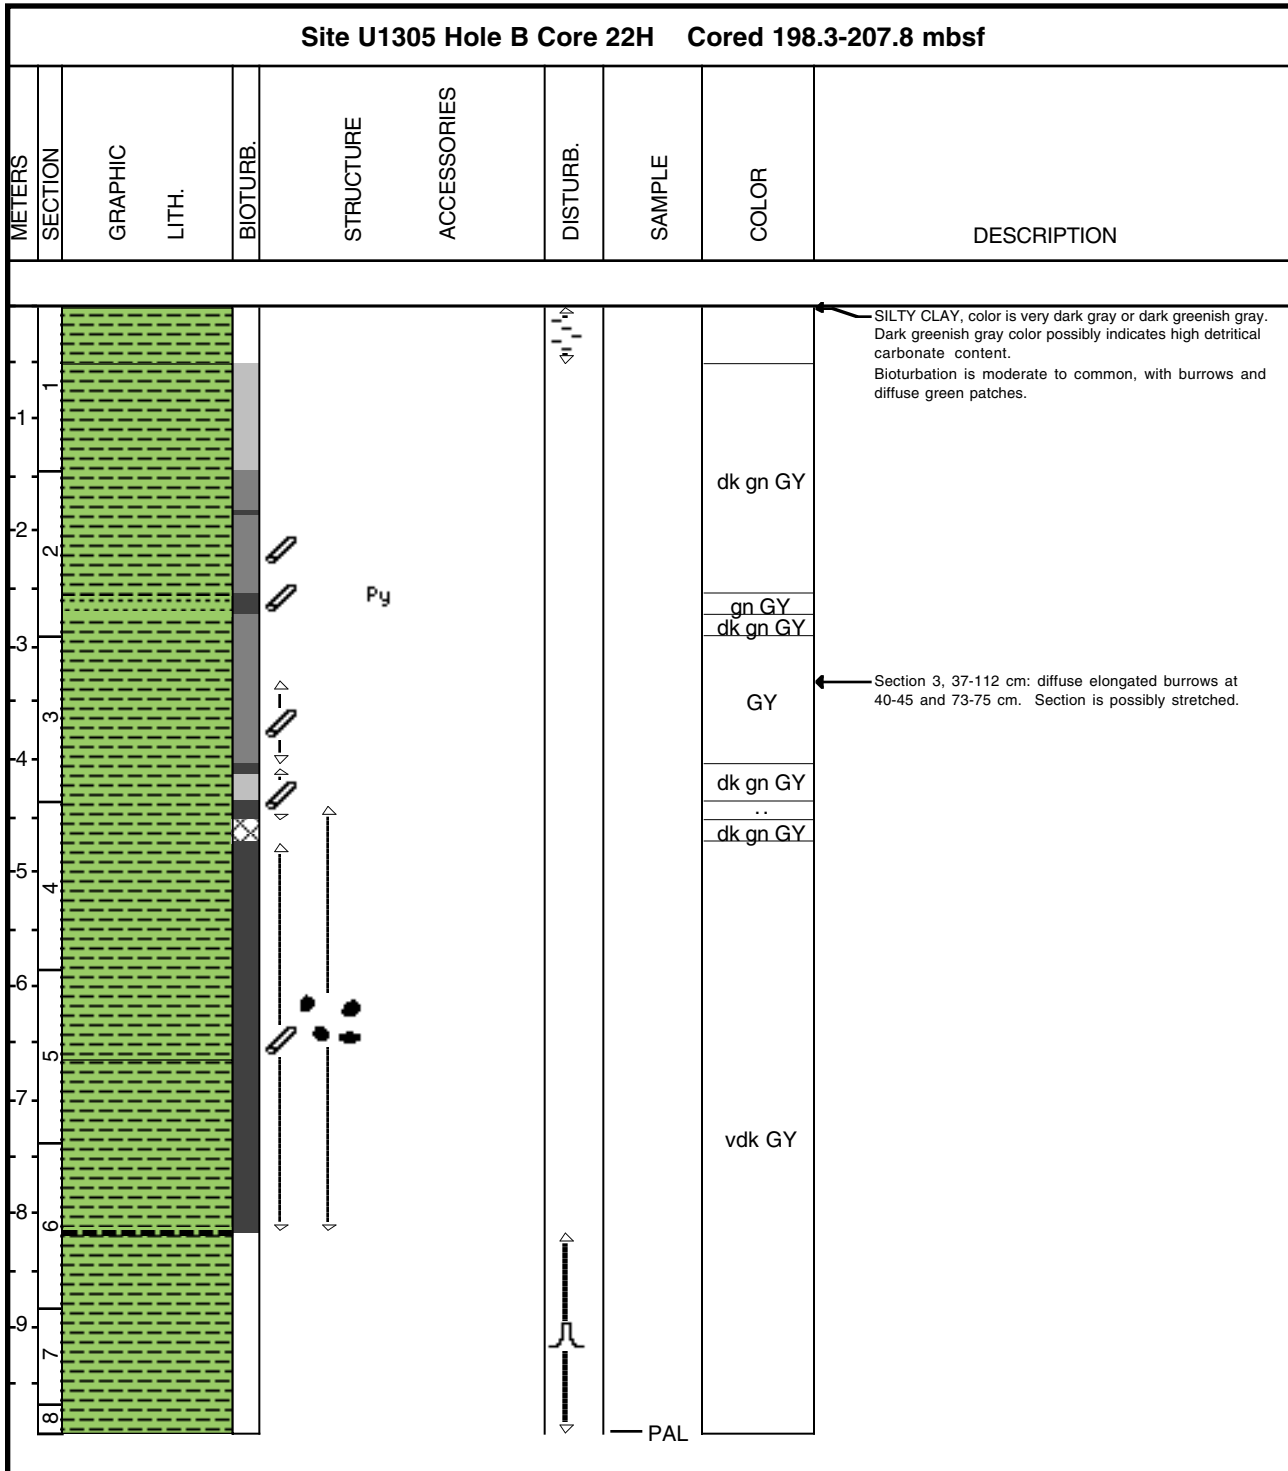 Site U1305 Hole B Core 22H Cored 198.3-207.8 mbsf
METERS
SECTION
GRAPHIC
LITH.
BIOTURB.
STRUCTURE
ACCESSORIES
DISTURB.
SAMPLE
COLOR
DESCRIPTION
SILTY CLAY, color is very dark gray or dark greenish gray.
Dark greenish gray color possibly indicates high detritical
carbonate content.
Bioturbation is moderate to common, with burrows and
diffuse green patches.
1
1
dk gn GY
2
2
Py
gn GY
dk gn GY
3
Section 3, 37-112 cm: diffuse elongated burrows at
40-45 and 73-75 cm. Section is possibly stretched.
GY
3
4
dk gn GY
..
dk gn GY
5
4
6
5
7
vdk GY
8
6
9
7
8
PAL